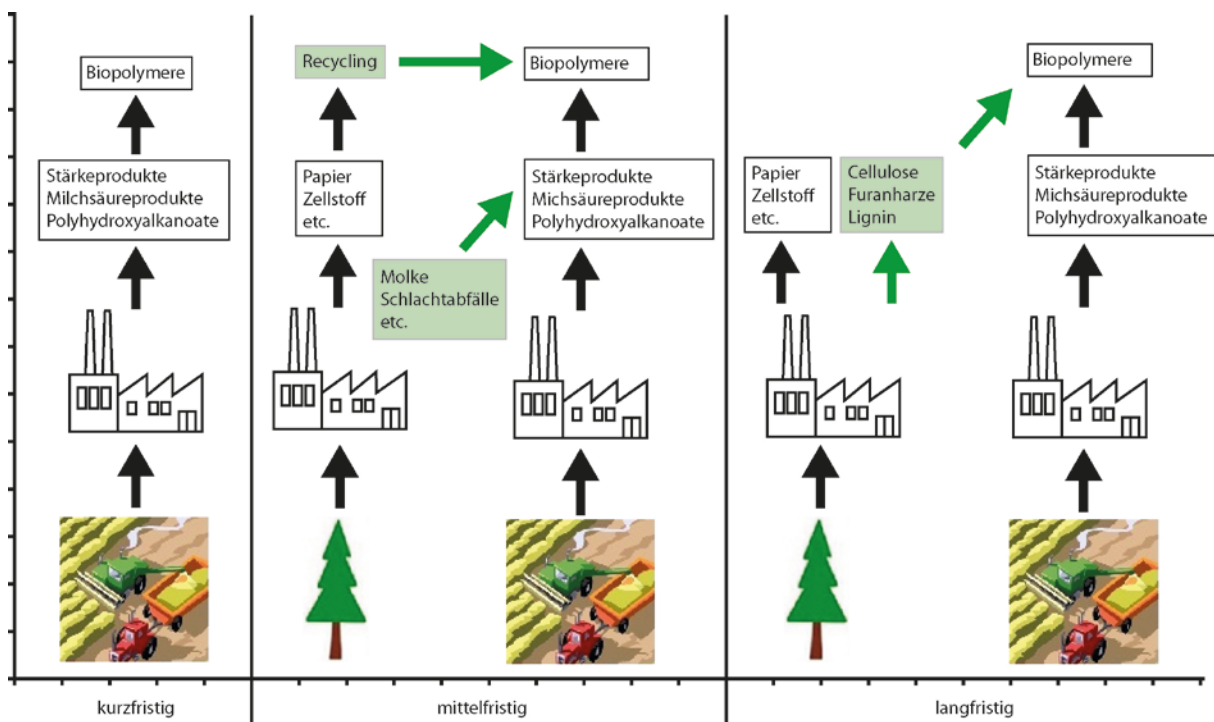 Biopolymere
Stärkeprodukte
Milchsäureprodukte
Polyhydroxyalkanoate
kurzfristig
Recycling
Biopolymere
Papier
Zellstoff
etc.
Stärkeprodukte
Michsäureprodukte
Polyhydroxyalkanoate
Molke
Schlachtabfälle
etc.
mittelfristig
Biopolymere
Papier
Zellstoff
etc.
Cellulose
Furanharze
Lignin
Stärkeprodukte
Michsäureprodukte
Polyhydroxyalkanoate
langfristig